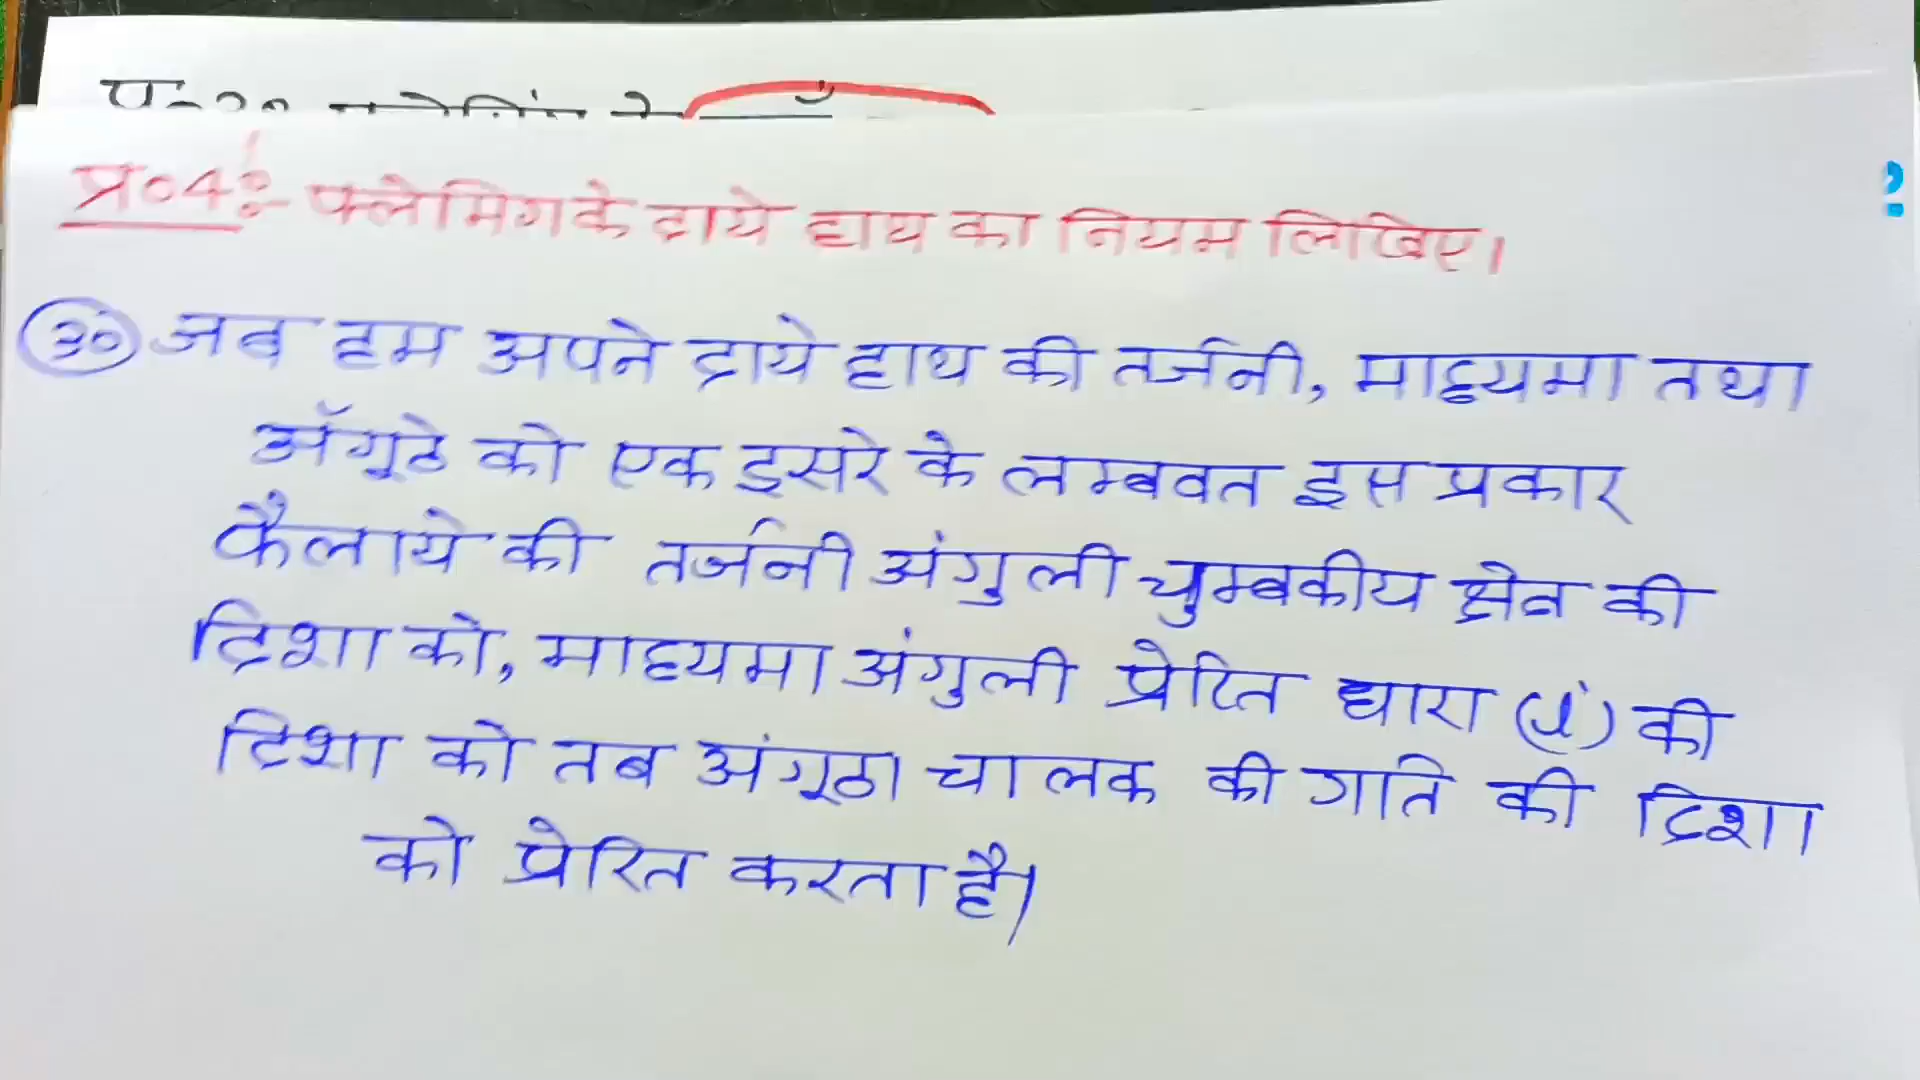 प्र०4:- फ्लेमिंग के दाये हाथ का नियम लिखिए।
उ० जब हम अपने दाये हाथ की तर्जनी, माध्यमा तथा
अँगूठे को एक दूसरे के लम्बवत इस प्रकार
फैलाये की तर्जनी अंगुली चुम्बकीय क्षेत्र की
दिशा को, माध्यमा अंगुली प्रेरित धारा (i) की
दिशा को तब अंगूठा चालक की गति की दिशा
को प्रेरित करता है।